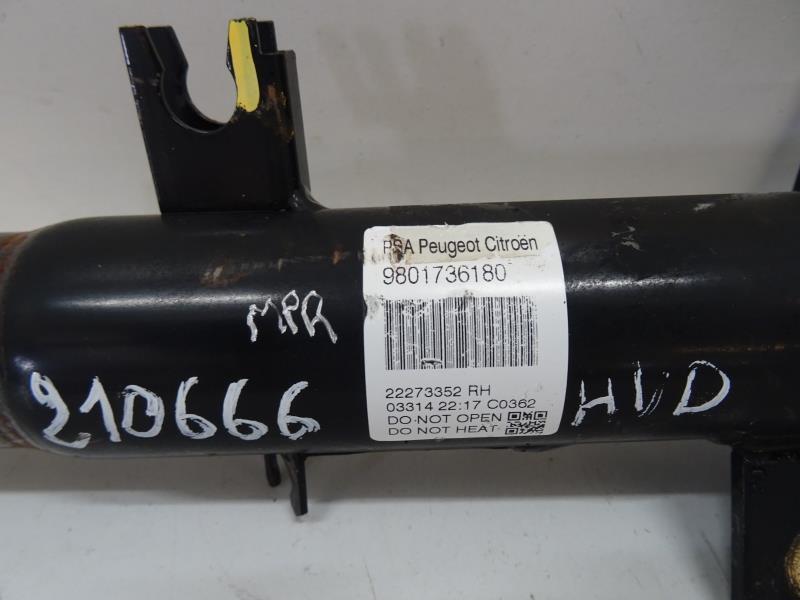 PSA Peugeot Citroën
9801736180
22273352 RH
03314 22:17 C0362
DO NOT OPEN
DO NOT HEAT
MPR
210666
HVD